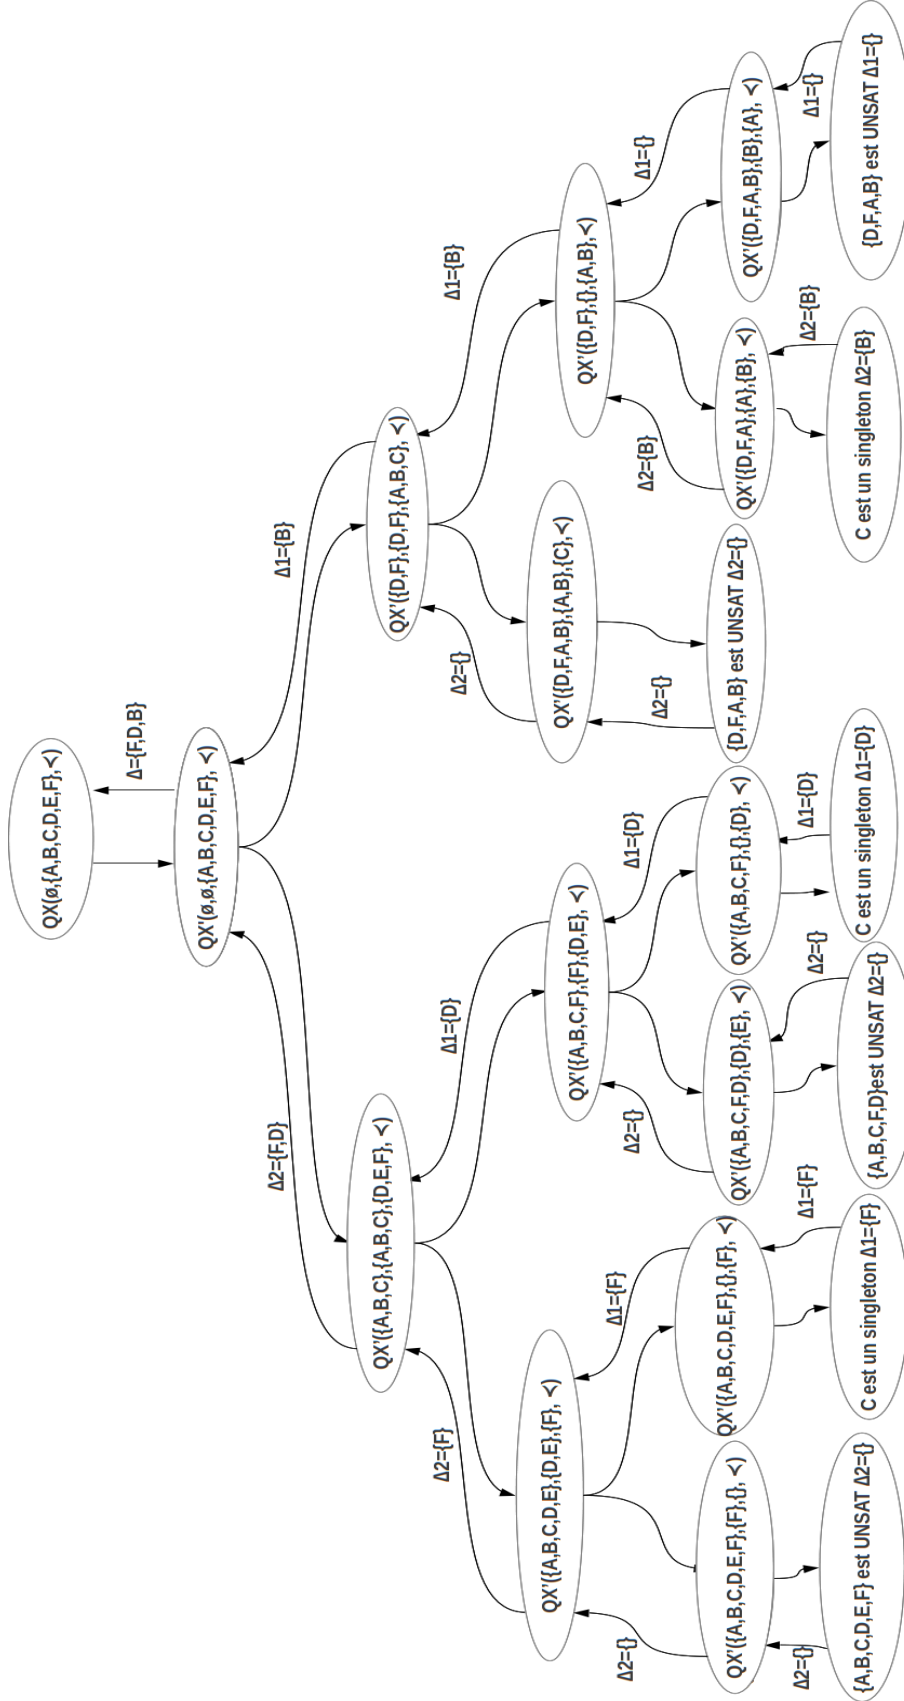 QX(ø,{A,B,C,D,E,F},≺)
Δ={F,D,B}
QX'(ø,ø,{A,B,C,D,E,F}, ≺)
Δ2={F,D}
Δ1={B}
QX'({A,B,C},{A,B,C},{D,E,F}, ≺)
QX'({D,F},{D,F},{A,B,C}, ≺)
Δ2={F}
Δ1={D}
Δ2={}
Δ1={B}
QX'({A,B,C,D,E},{D,E},{F}, ≺)
QX'({A,B,C,F},{F},{D,E}, ≺)
QX'({D,F,A,B},{A,B},{C},≺)
QX'({D,F},{},{A,B},≺)
Δ2={}
Δ1={F}
Δ2={}
Δ1={D}
Δ2={}
Δ2={B}
Δ1={}
QX'({A,B,C,D,E,F},{F},{}, ≺)
QX'({A,B,C,D,E,F},{},{F}, ≺)
QX'({A,B,C,F,D},{D},{E}, ≺)
QX'({A,B,C,F},{},{D}, ≺)
{D,F,A,B} est UNSAT Δ2={}
QX'({D,F,A},{A},{B}, ≺)
QX'({D,F,A,B},{B},{A}, ≺)
Δ2={}
Δ1={F}
Δ2={}
Δ1={D}
Δ2={B}
Δ1={}
{A,B,C,D,E,F} est UNSAT Δ2={}
C est un singleton Δ1={F}
{A,B,C,F,D}est UNSAT Δ2={}
C est un singleton Δ1={D}
C est un singleton Δ2={B}
{D,F,A,B} est UNSAT Δ1={}